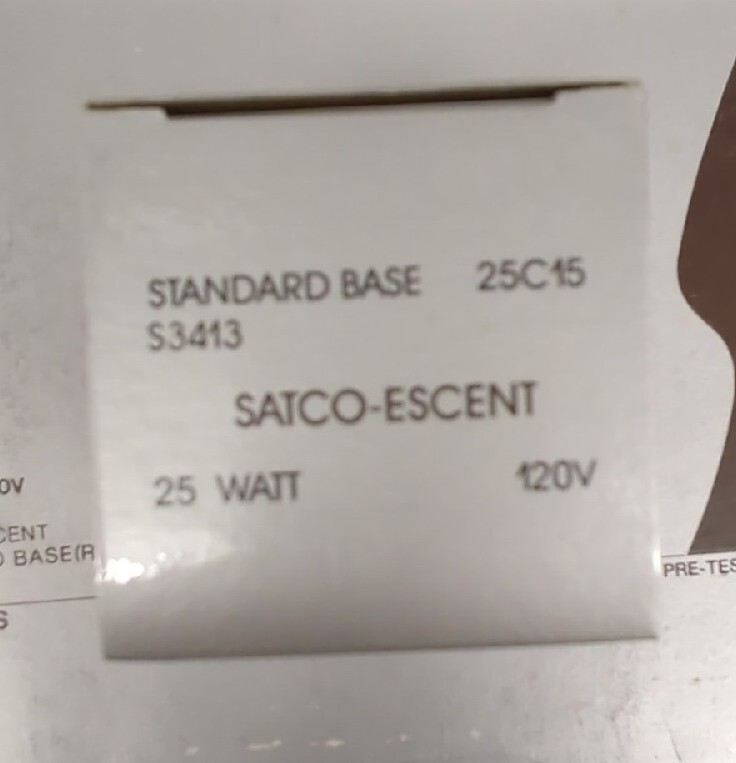 STANDARD BASE 25C15
S3413
SATCO-ESCENT
25 WATT 120V
0V
CENT
BASE(R
PRE-TES
S